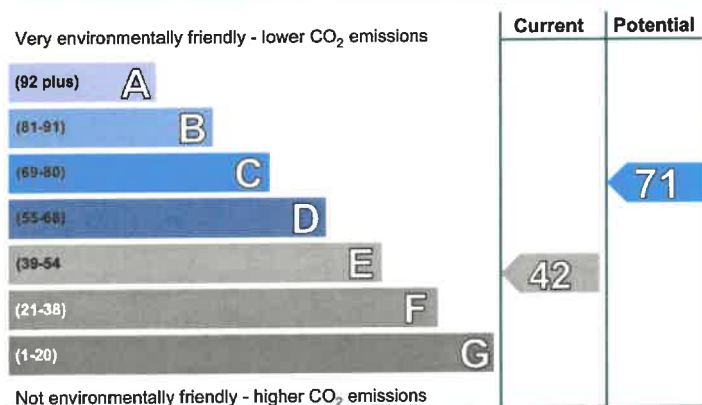 Current Potential
Very environmentally friendly - lower CO₂ emissions
(92 plus) A
(81-91) B
(69-80) C
71
(55-68) D
(39-54 E
42
(21-38) F
(1-20) G
Not environmentally friendly - higher CO₂ emissions